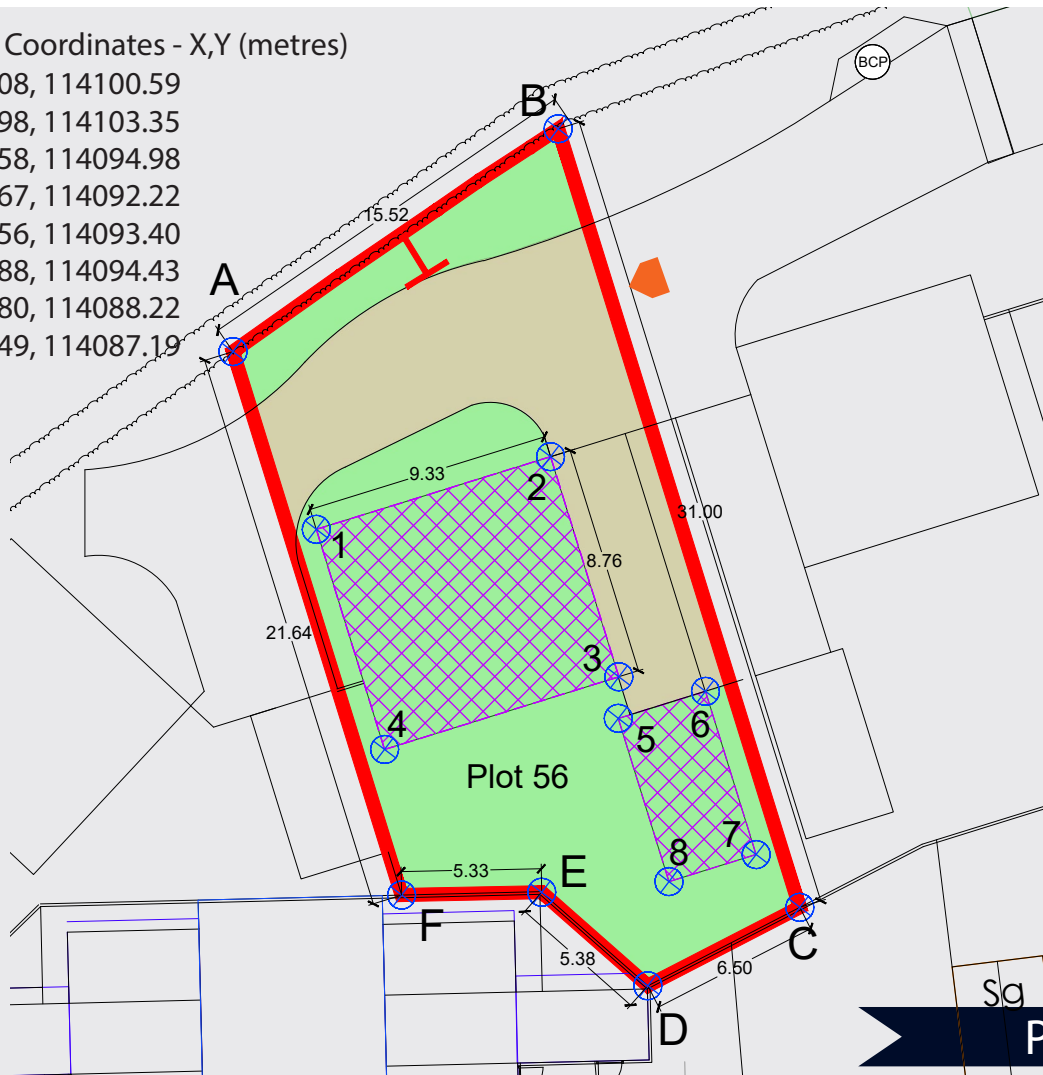 Coordinates - X,Y (metres)
08, 114100.59
98, 114103.35
58, 114094.98
67, 114092.22
56, 114093.40
88, 114094.43
80, 114088.22
49, 114087.19
BCP
B
15.52
A
9.33
2
1
31.00
8.76
21.64
3
6
4
5
Plot 56
7
8
5.33
E
F
C
5.38
6.50
Sg
D
P